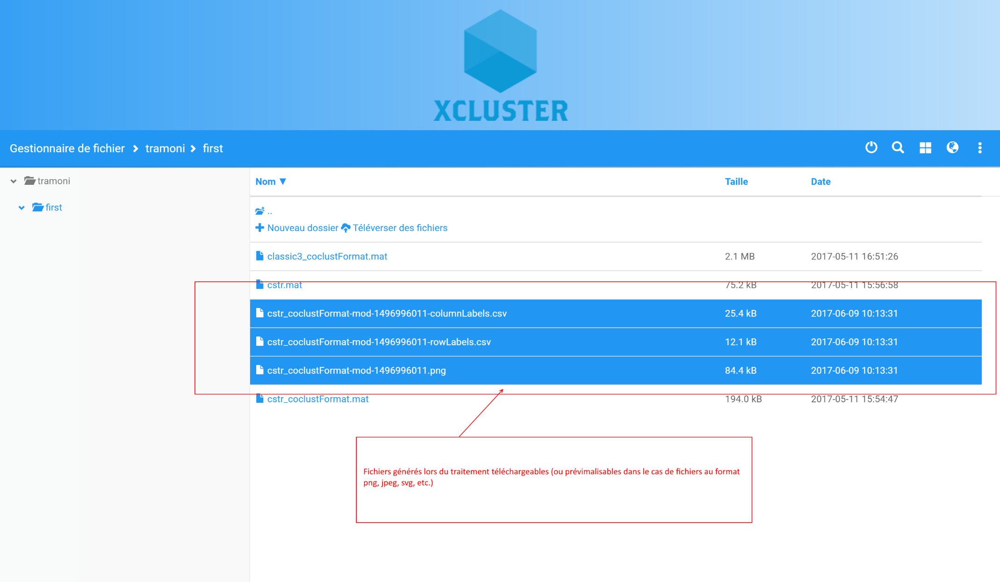 XCLUSTER
Gestionnaire de fichier tramoni first
tramoni
first
Nom Taille Date
..
Nouveau dossier Téléverser des fichiers
classic3_coclustFormat.mat 2.1 MB 2017-05-11 16:51:26
cstr.mat 75.2 kB 2017-05-11 15:56:58
cstr_coclustFormat-mod-1496996011-columnLabels.csv 25.4 kB 2017-06-09 10:13:31
cstr_coclustFormat-mod-1496996011-rowLabels.csv 12.1 kB 2017-06-09 10:13:31
cstr_coclustFormat-mod-1496996011.png 84.4 kB 2017-06-09 10:13:31
cstr_coclustFormat.mat 194.0 kB 2017-05-11 15:54:47
Fichiers générés lors du traitement téléchargeables (ou prévimalisables dans le cas de fichiers au format
png, jpeg, svg, etc.)